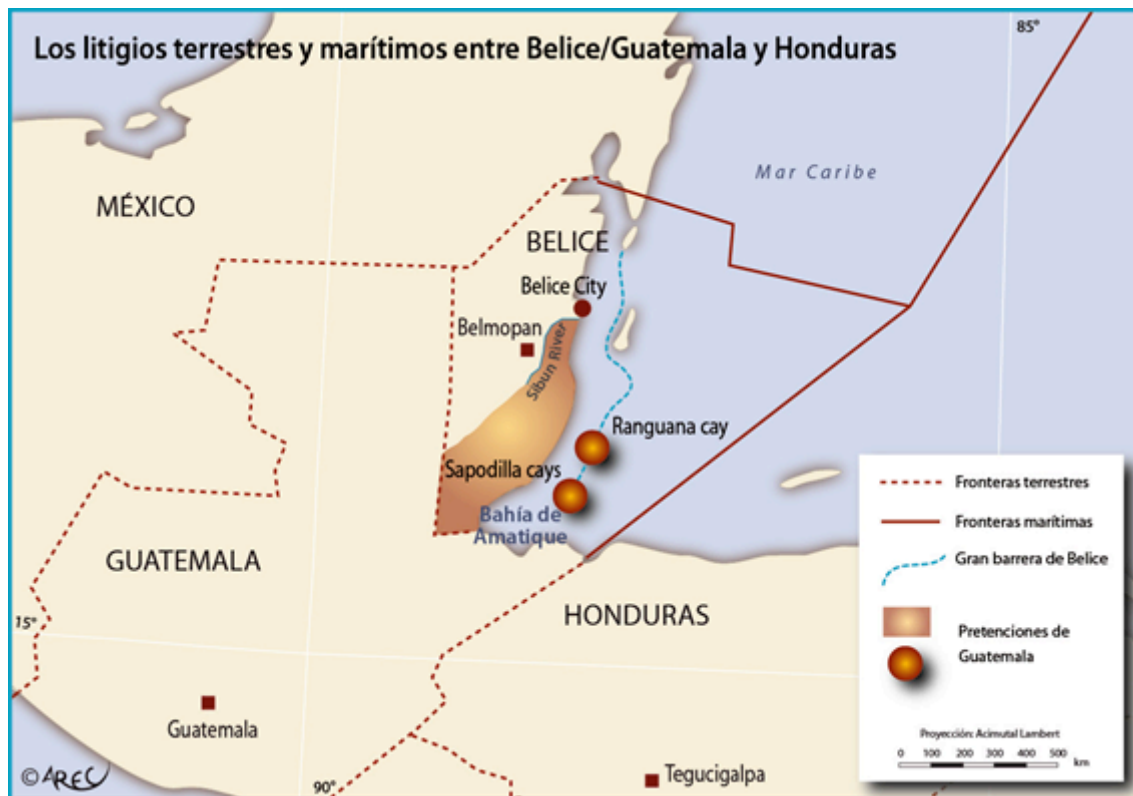 Los litigios terrestres y marítimos entre Belice/Guatemala y Honduras
85°
Mar Caribe
MÉXICO
BELICE
Belice City
Belmopan
Sibun River
Ranguana cay
Sapodilla cays
Bahía de
Amatique
GUATEMALA
HONDURAS
15°
Guatemala
Tegucigalpa
90°
© AREC
Fronteras terrestres
Fronteras marítimas
Gran barrera de Belice
Pretenciones de
Guatemala
Proyección: Acimutal Lambert
0 100 200 300 400 500
km